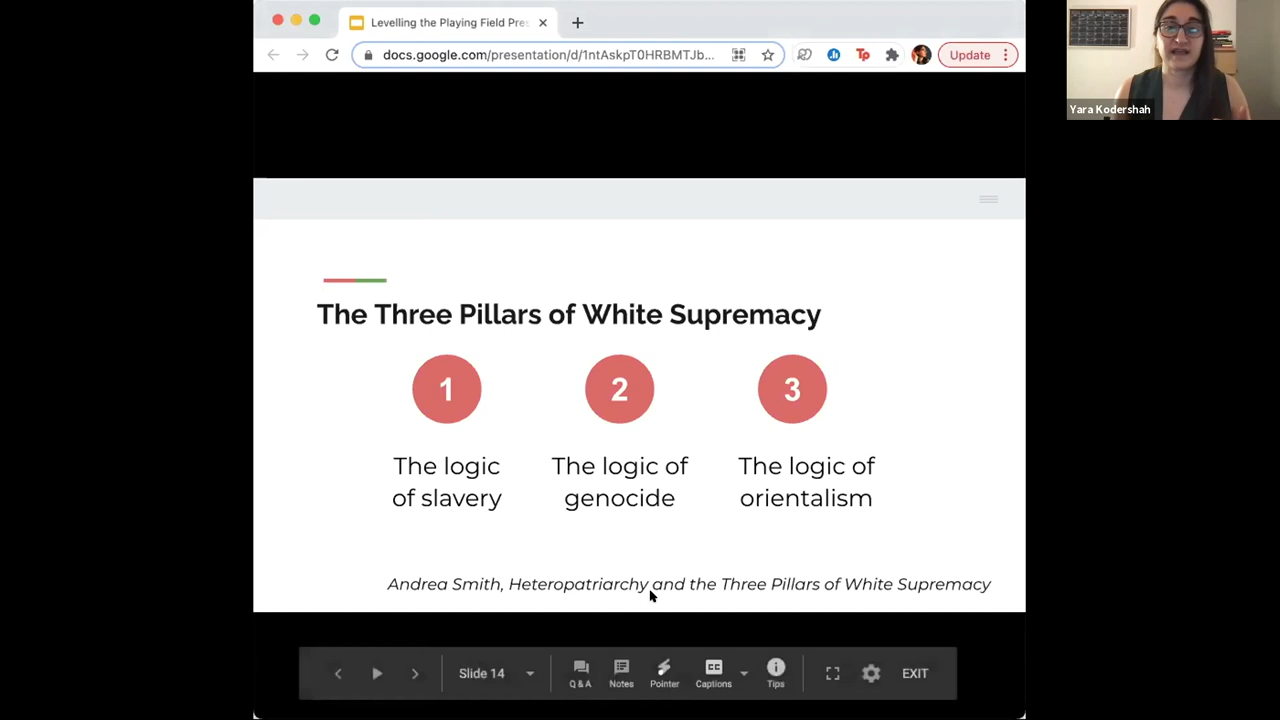 Levelling the Playing Field Pre
docs.google.com/presentation/d/1ntAskpT0HRBMTJb...
Tp
Update
Yara Kodershah
The Three Pillars of White Supremacy
1
2
3
The logic
of slavery
The logic of
genocide
The logic of
orientalism
Andrea Smith, Heteropatriarchy and the Three Pillars of White Supremacy
Slide 14
Q & A
Notes
Pointer
CC
Captions
Tips
EXIT